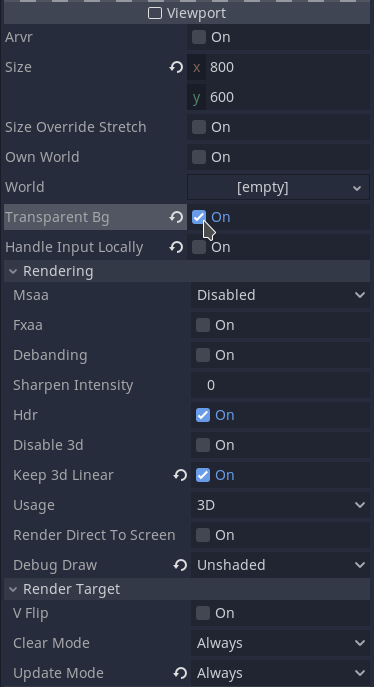 Viewport
Arvr On
Size x 800
y 600
Size Override Stretch On
Own World On
World [empty]
Transparent Bg On
Handle Input Locally On
Rendering
Msaa Disabled
Fxaa On
Debanding On
Sharpen Intensity 0
Hdr On
Disable 3d On
Keep 3d Linear On
Usage 3D
Render Direct To Screen On
Debug Draw Unshaded
Render Target
V Flip On
Clear Mode Always
Update Mode Always